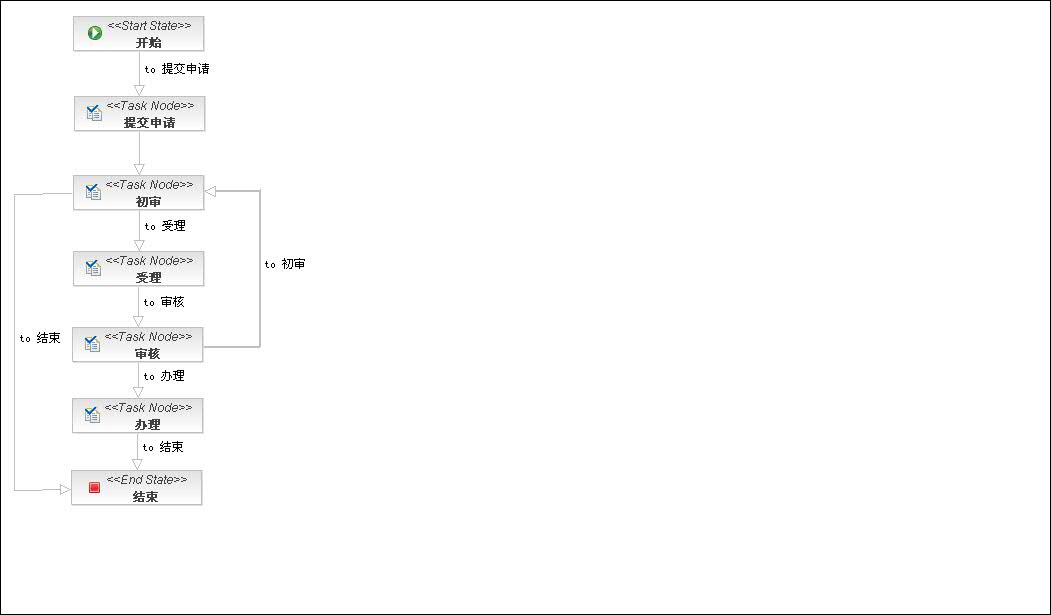 <<Start State>>
开始
to 提交申请
<<Task Node>>
提交申请
<<Task Node>>
初审
to 受理
<<Task Node>>
受理
to 初审
to 审核
<<Task Node>>
审核
to 结束
to 办理
<<Task Node>>
办理
to 结束
<<End State>>
结束